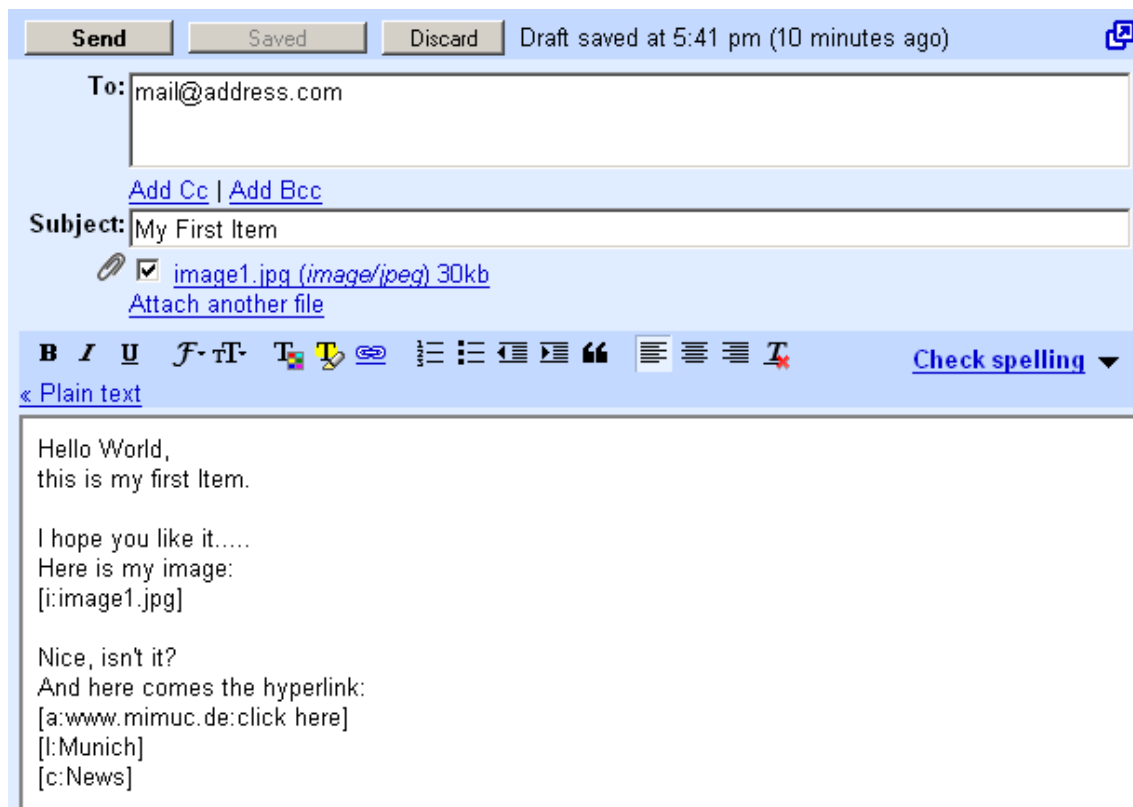 Send Saved Discard Draft saved at 5:41 pm (10 minutes ago)
To: mail@address.com
Add Cc | Add Bcc
Subject: My First Item
image1.jpg (image/jpeg) 30kb
Attach another file
B I U F TT T T T Check spelling
« Plain text
Hello World,
this is my first Item.
I hope you like it.....
Here is my image:
[i:image1.jpg]
Nice, isn't it?
And here comes the hyperlink:
[a:www.mimuc.de:click here]
[l:Munich]
[c:News]